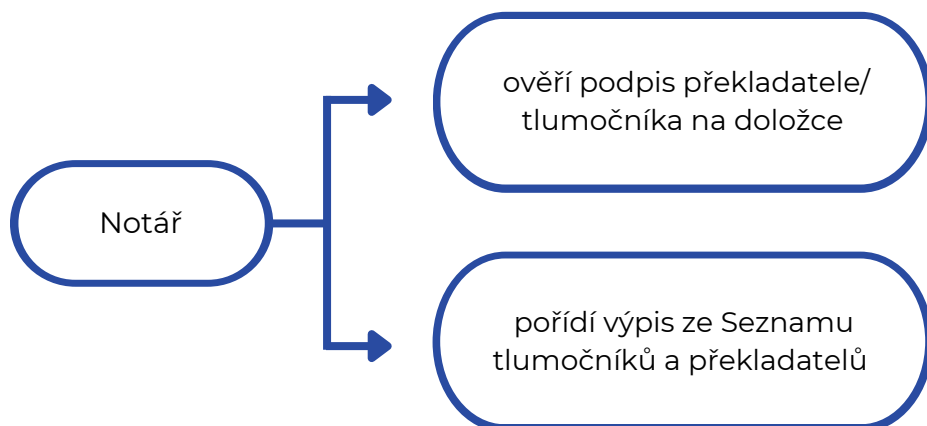 Notář
ověří podpis překladatele/
tlumočníka na doložce
pořídí výpis ze Seznamu
tlumočníků a překladatelů